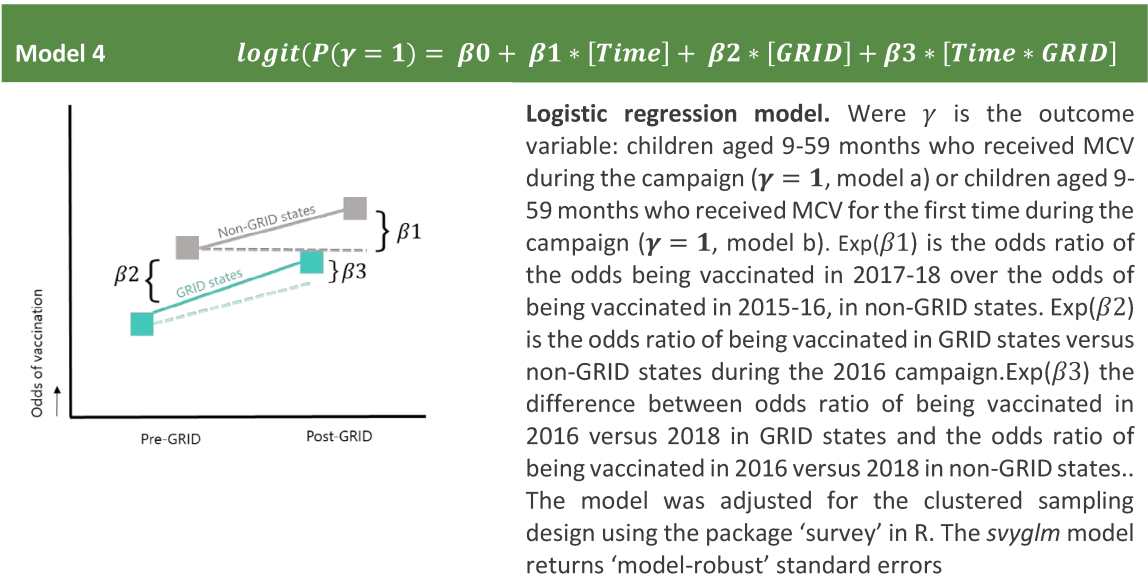 Model 4
logit(P(γ = 1) = β0 + β1 * [Time] + β2 * [GRID] + β3 * [Time * GRID]
Non-GRID states
β1
β2
GRID states
β3
Odds of vaccination
Pre-GRID
Post-GRID
Logistic regression model. Were γ is the outcome
variable: children aged 9-59 months who received MCV
during the campaign (γ = 1, model a) or children aged 9-
59 months who received MCV for the first time during the
campaign (γ = 1, model b). Exp(β1) is the odds ratio of
the odds being vaccinated in 2017-18 over the odds of
being vaccinated in 2015-16, in non-GRID states. Exp(β2)
is the odds ratio of being vaccinated in GRID states versus
non-GRID states during the 2016 campaign.Exp(β3) the
difference between odds ratio of being vaccinated in
2016 versus 2018 in GRID states and the odds ratio of
being vaccinated in 2016 versus 2018 in non-GRID states..
The model was adjusted for the clustered sampling
design using the package ‘survey’ in R. The svyglm model
returns ‘model-robust’ standard errors